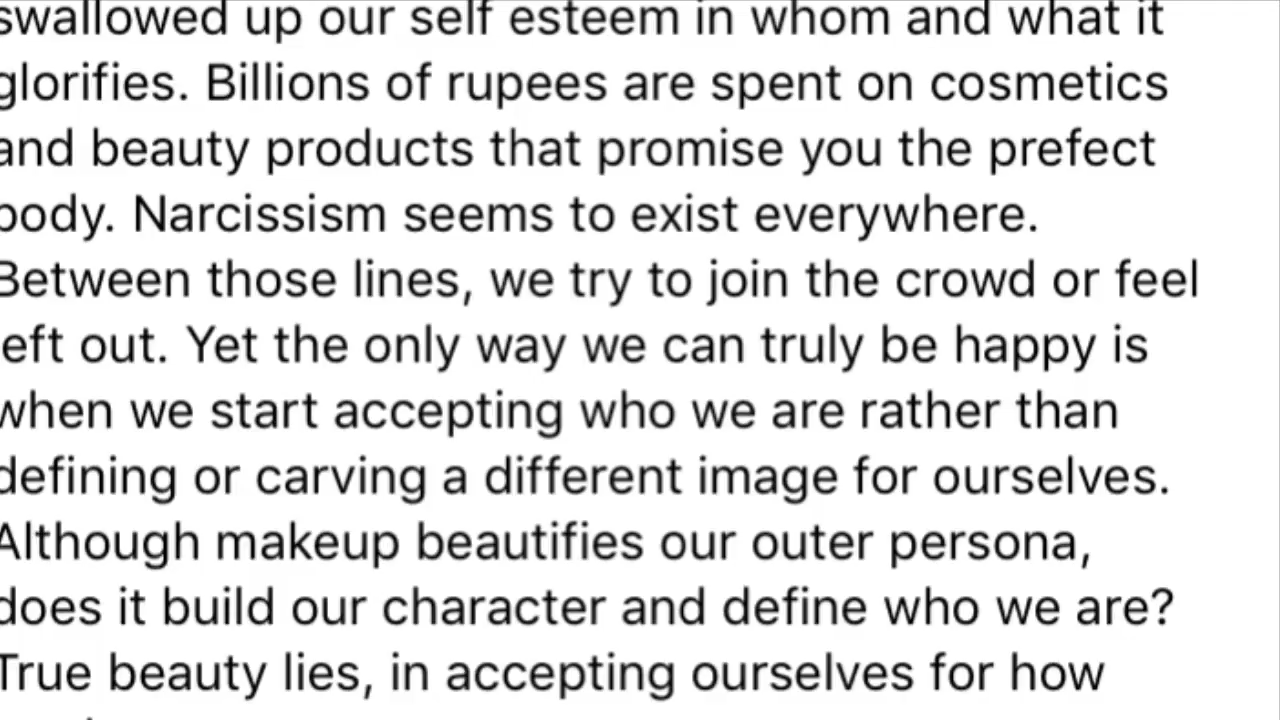 swallowed up our self esteem in whom and what it
glorifies. Billions of rupees are spent on cosmetics
and beauty products that promise you the prefect
body. Narcissism seems to exist everywhere.
Between those lines, we try to join the crowd or feel
left out. Yet the only way we can truly be happy is
when we start accepting who we are rather than
defining or carving a different image for ourselves.
Although makeup beautifies our outer persona,
does it build our character and define who we are?
True beauty lies, in accepting ourselves for how